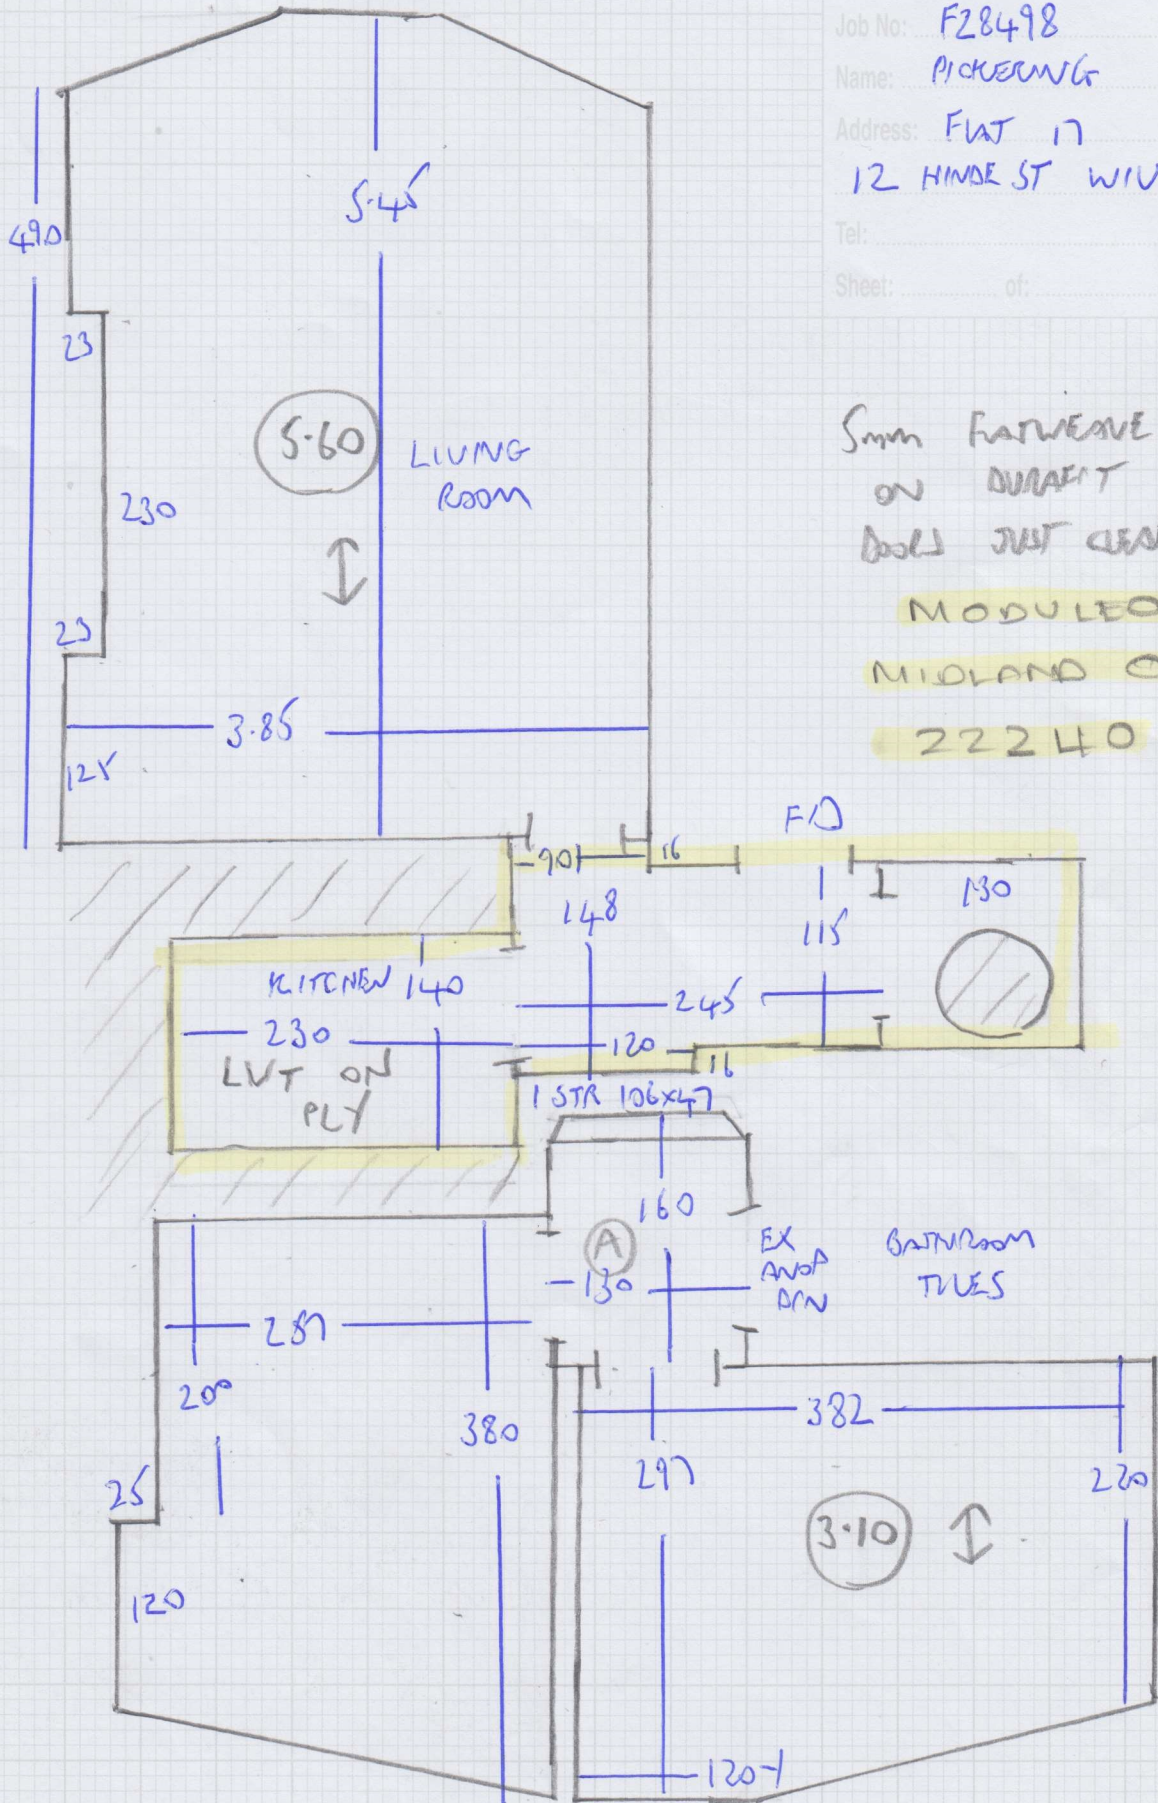 Job No: F28498
Name: PICKERING
Address: FLAT 17
12 HINDE ST W1U
Tel:
Sheet: of:
5.45
490
23
5.60
LIVING
ROOM
230
23
3.85
125
5mm FLATWEAVE
ON DURAFIT
DOORS JUST CLEAR
MODULEO
MIDLAND O
22240
F/D
90
16
130
148
115
KITCHEN 140
245
230
120
16
LVT ON
PLY
1 STR 106x47
160
A
130
EX
BATHROOM
TILES
287
200
380
382
297
220
25
3.10
120
120